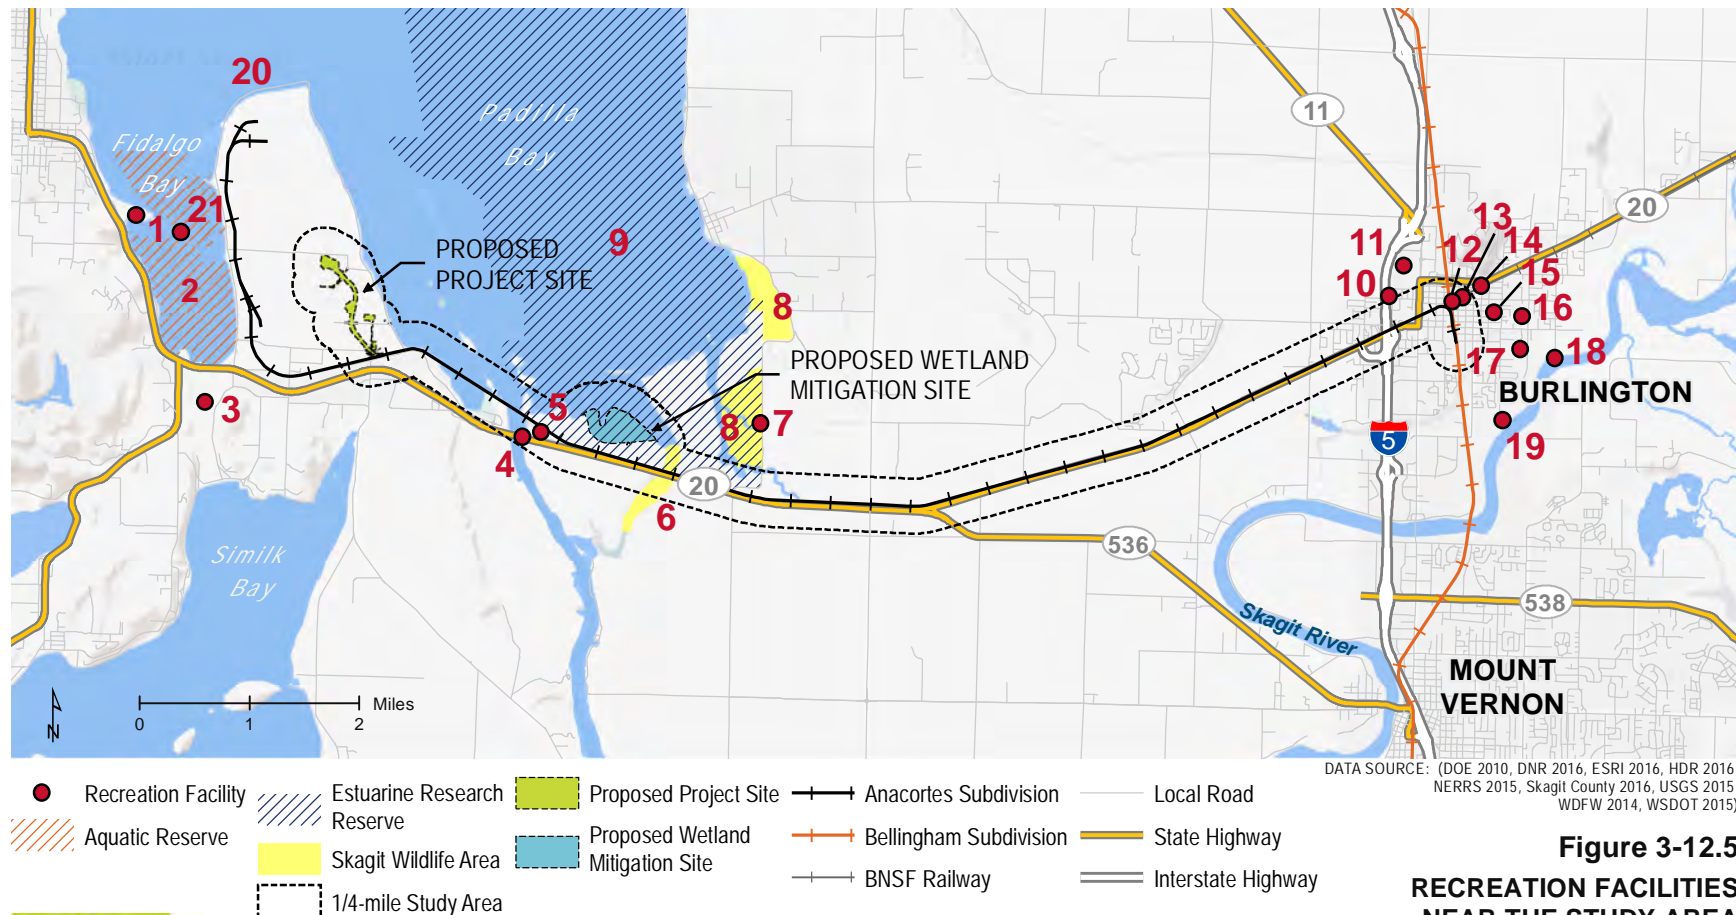 20
Padilla
Bay
11
Fidalgo
Bay
1
21
2
9
PROPOSED
PROJECT SITE
8
PROPOSED WETLAND
MITIGATION SITE
13
14
12
15
11
10
16
17
18
20
BURLINGTON
19
3
5
4
8
7
20
6
5
536
538
Similk
Bay
Skagit River
MOUNT
VERNON
N
0
1
2
Miles
DATA SOURCE: (DOE 2010, DNR 2016, ESRI 2016, HDR 2016
NERRS 2015, Skagit County 2016, USGS 2015
WDFW 2014, WSDOT 2015)
Recreation Facility
Aquatic Reserve
Estuarine Research
Reserve
Skagit Wildlife Area
1/4-mile Study Area
Proposed Project Site
Proposed Wetland
Mitigation Site
Anacortes Subdivision
Bellingham Subdivision
BNSF Railway
Local Road
State Highway
Interstate Highway
Figure 3-12.5
RECREATION FACILITIES
NEAR THE STUDY AREA